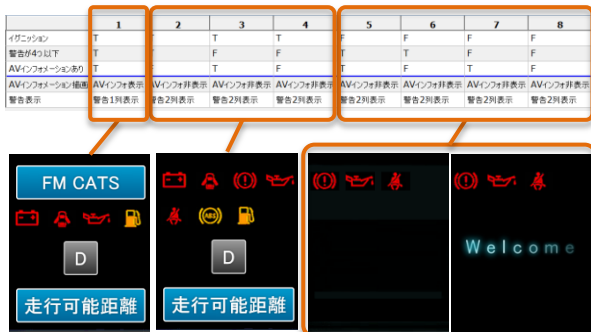 1 2 3 4 5 6 7 8
イグニッション T T T T F F F F
警告が4つ以下 T T F F T T F F
AVインフォメーションあり T F T F T F T F
AVインフォメーション描画 AVインフォ表示 AVインフォ非表示 AVインフォ非表示 AVインフォ非表示 AVインフォ非表示 AVインフォ非表示 AVインフォ非表示 AVインフォ非表示
警告表示 警告1列表示 警告2列表示 警告2列表示 警告2列表示 警告2列表示 警告2列表示 警告2列表示 警告2列表示
FM CATS
D
走行可能距離
ABS
D
走行可能距離
Welcome